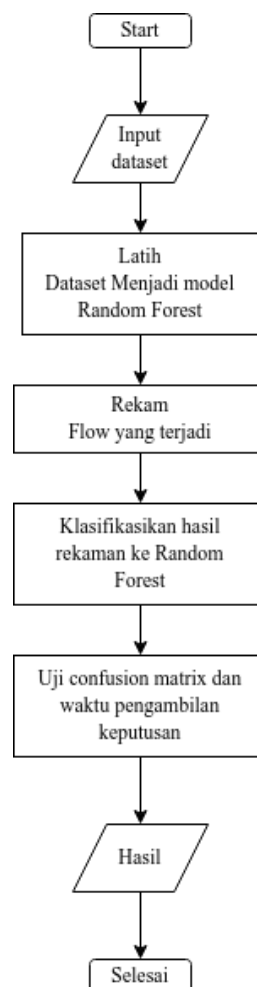 Start
Input
dataset
Latih
Dataset Menjadi model
Random Forest
Rekam
Flow yang terjadi
Klasifikasikan hasil
rekaman ke Random
Forest
Uji confusion matrix dan
waktu pengambilan
keputusan
Hasil
Selesai